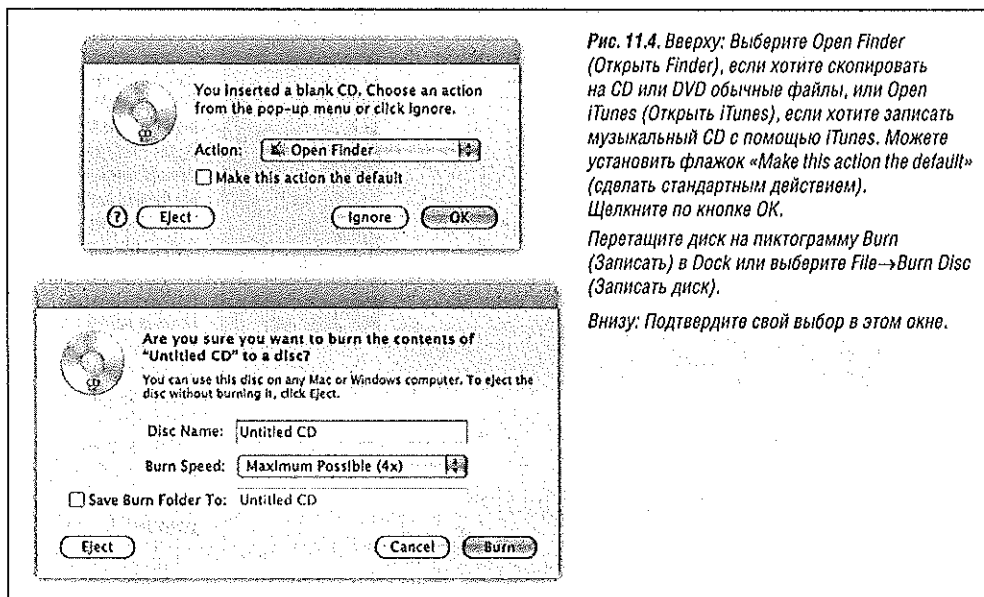 You inserted a blank CD. Choose an action
from the pop-up menu or click Ignore.
CD
Action: Open Finder
Make this action the default
? Eject Ignore OK
Are you sure you want to burn the contents of
"Untitled CD" to a disc?
CD
You can use this disc on any Mac or Windows computer. To eject the
disc without burning it, click Eject.
Disc Name: Untitled CD
Burn Speed: Maximum Possible (4x)
Save Burn Folder To: Untitled CD
Eject Cancel Burn
Рис. 11.4. Вверху: Выберите Open Finder
(Открыть Finder), если хотите скопировать
на CD или DVD обычные файлы, или Open
iTunes (Открыть iTunes), если хотите записать
музыкальный CD с помощью iTunes. Можете
установить флажок «Make this action the default»
(сделать стандартным действием).
Щелкните по кнопке OK.
Перетащите диск на пиктограмму Burn
(Записать) в Dock или выберите File→Burn Disc
(Записать диск).
Внизу: Подтвердите свой выбор в этом окне.